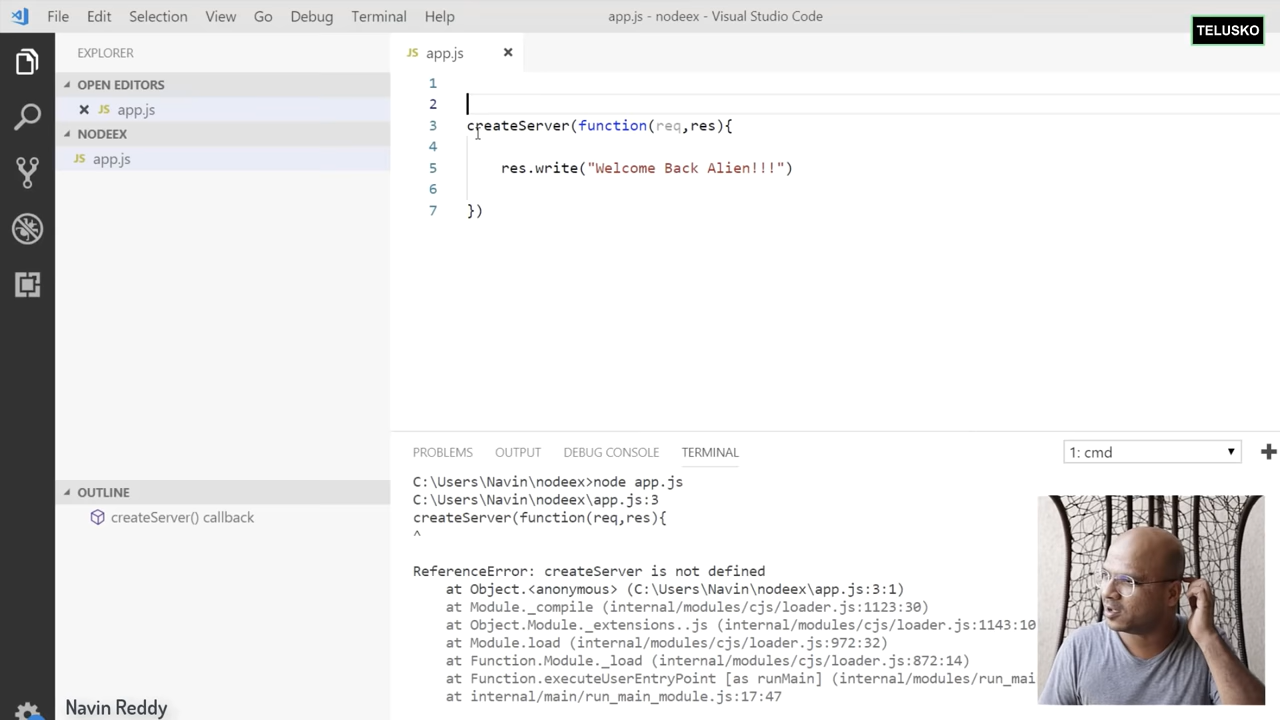 File Edit Selection View Go Debug Terminal Help
app.js - nodeex - Visual Studio Code
TELUSKO
EXPLORER
OPEN EDITORS
JS app.js
NODEEX
JS app.js
OUTLINE
createServer() callback
JS app.js
1
2
3 createServer(function(req,res){
4
5 res.write("Welcome Back Alien!!!")
6
7 })
PROBLEMS OUTPUT DEBUG CONSOLE TERMINAL
1: cmd
C:\Users\Navin\nodeex>node app.js
C:\Users\Navin\nodeex\app.js:3
createServer(function(req,res){
^
ReferenceError: createServer is not defined
at Object.<anonymous> (C:\Users\Navin\nodeex\app.js:3:1)
at Module._compile (internal/modules/cjs/loader.js:1123:30)
at Object.Module._extensions..js (internal/modules/cjs/loader.js:1143:10
at Module.load (internal/modules/cjs/loader.js:972:32)
at Function.Module._load (internal/modules/cjs/loader.js:872:14)
at Function.executeUserEntryPoint [as runMain] (internal/modules/run_mai
at internal/main/run_main_module.js:17:47
Navin Reddy